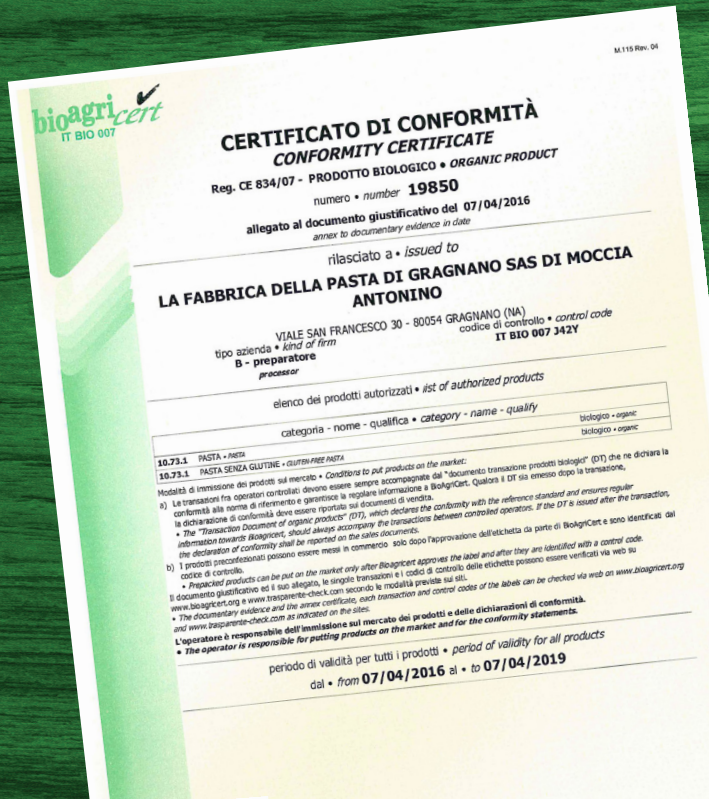 M.115 Rev. 04
bioagricert
IT BIO 007
CERTIFICATO DI CONFORMITÀ
CONFORMITY CERTIFICATE
Reg. CE 834/07 - PRODOTTO BIOLOGICO • ORGANIC PRODUCT
numero • number 19850
allegato al documento giustificativo del 07/04/2016
annex to documentary evidence in date
rilasciato a • issued to
LA FABBRICA DELLA PASTA DI GRAGNANO SAS DI MOCCIA
ANTONINO
VIALE SAN FRANCESCO 30 - 80054 GRAGNANO (NA)
tipo azienda • kind of firm
B - preparatore
processor
codice di controllo • control code
IT BIO 007 J42Y
elenco dei prodotti autorizzati • list of authorized products
categoria - nome - qualifica • category - name - qualify
10.73.1 PASTA • PASTA biologico • organic
10.73.1 PASTA SENZA GLUTINE • GLUTEN-FREE PASTA biologico • organic
Modalità di immissione dei prodotti sul mercato • Conditions to put products on the market:
a) Le transazioni fra operatori controllati devono essere sempre accompagnate dal "documento transazione prodotti biologici" (DT) che ne dichiara la
conformità alla norma di riferimento e garantisce la regolare informazione a BioAgriCert. Qualora il DT sia emesso dopo la transazione,
la dichiarazione di conformità deve essere riportata sui documenti di vendita.
• The "Transaction Document of organic products" (DT), which declares the conformity with the reference standard and ensures regular
information towards Bioagricert, should always accompany the transactions between controlled operators. If the DT is issued after the transaction,
the declaration of conformity shall be reported on the sales documents.
b) I prodotti preconfezionati possono essere messi in commercio solo dopo l'approvazione dell'etichetta da parte di BioAgriCert e sono identificati dal
codice di controllo.
• Prepacked products can be put on the market only after Bioagricert approves the label and after they are identified with a control code.
Il documento giustificativo ed il suo allegato, le singole transazioni e i codici di controllo delle etichette possono essere verificati via web su
www.bioagricert.org e www.trasparente-check.com secondo le modalità previste sui siti.
• The documentary evidence and the annex certificate, each transaction and control codes of the labels can be checked via web on www.bioagricert.org
and www.trasparente-check.com as indicated on the sites.
L'operatore è responsabile dell'immissione sul mercato dei prodotti e delle dichiarazioni di conformità.
• The operator is responsible for putting products on the market and for the conformity statements.
periodo di validità per tutti i prodotti • period of validity for all products
dal • from 07/04/2016 al • to 07/04/2019